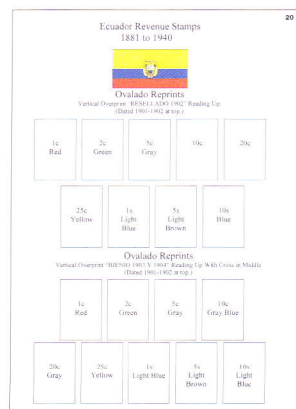 20
Ecuador Revenue Stamps
1881 to 1940
Ovalado Reprints
Vertical Overprint "RESELLADO 1902" Reading Up
(Dated 1901-1902 at top)
1c
Red
2c
Green
5c
Gray
10c
20c
25c
Yellow
1s
Light
Blue
5s
Light
Brown
10s
Blue
Ovalado Reprints
Vertical Overprint "BIENIO 1903 Y 1904" Reading Up With Cross in Middle
(Dated 1901-1902 at top)
1c
Red
2c
Green
5c
Gray
10c
Gray Blue
20c
Gray
25c
Yellow
1s
Light Blue
5s
Light
Brown
10s
Light
Blue